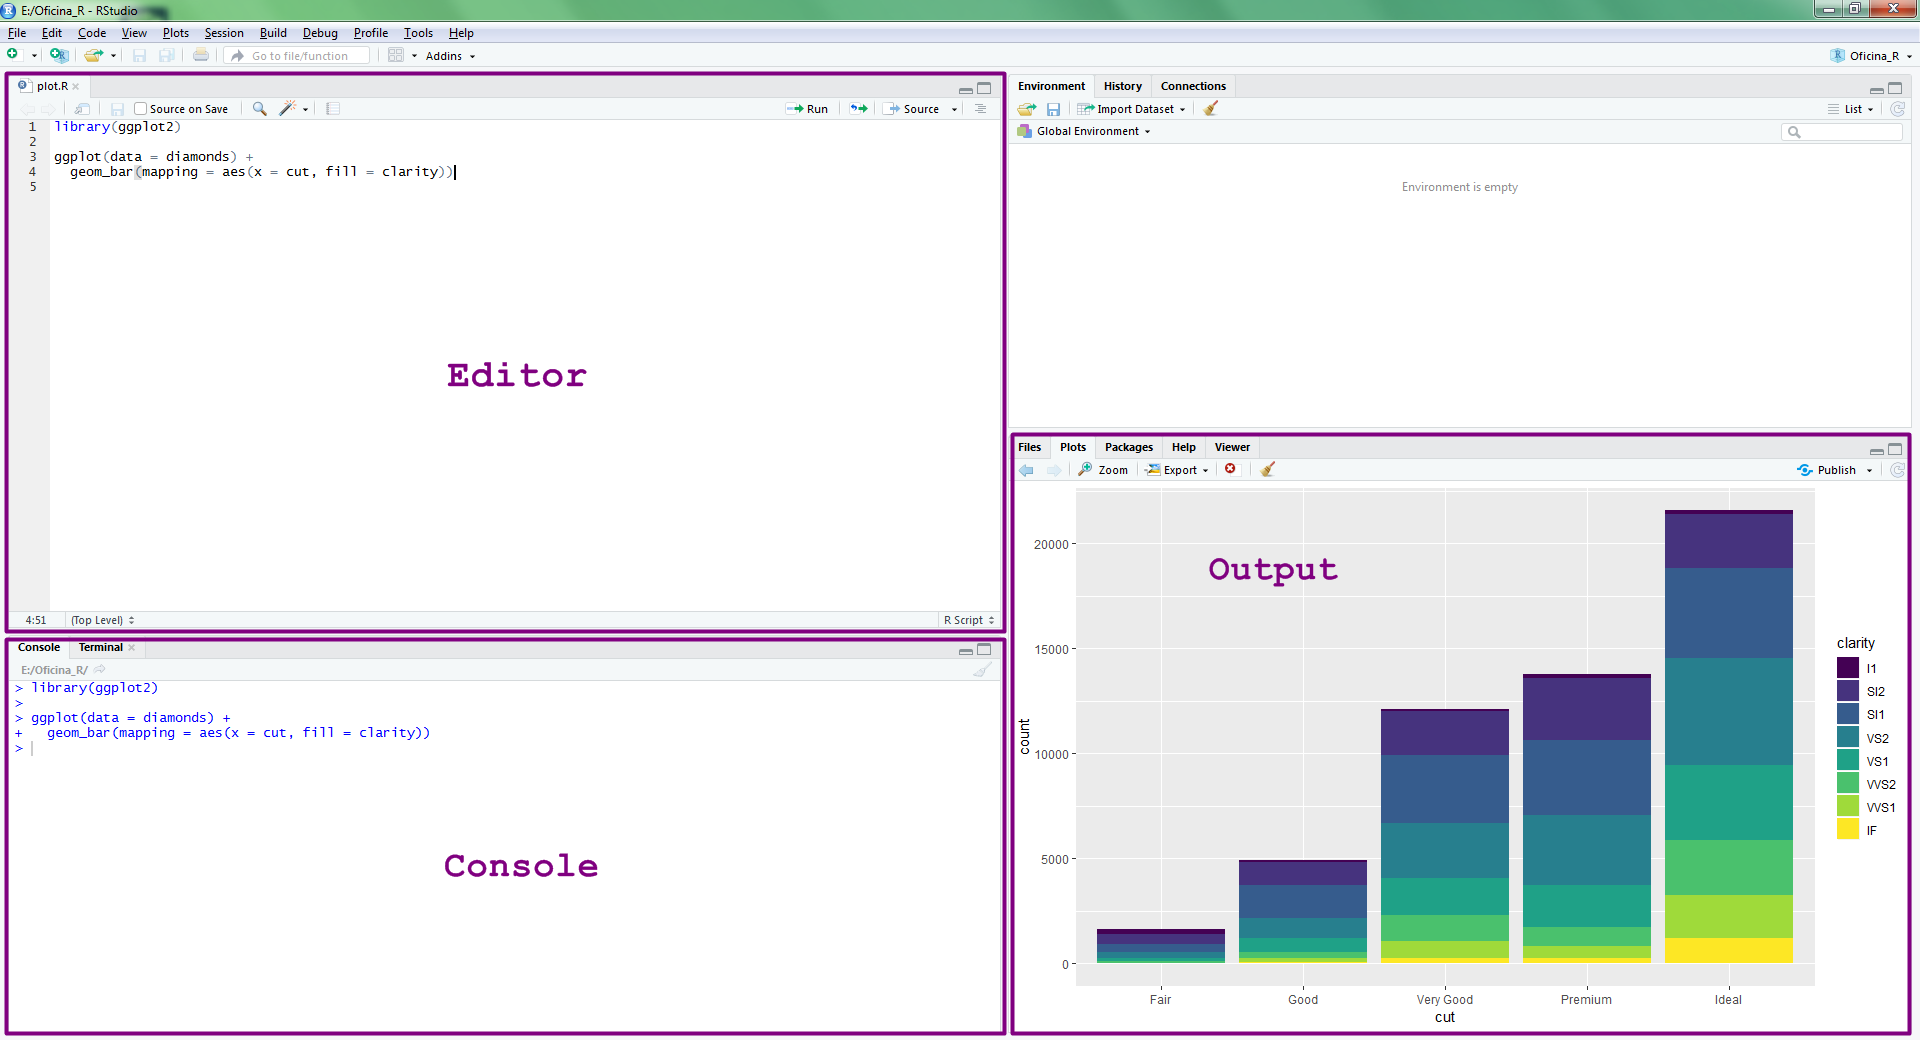 E:/Oficina_R - RStudio
File Edit Code View Plots Session Build Debug Profile Tools Help
Go to file/function Addins Oficina_R
plot.R
Source on Save Run Source
1 library(ggplot2)
2
3 ggplot(data = diamonds) +
4 geom_bar(mapping = aes(x = cut, fill = clarity))
5
Editor
4:51 (Top Level) R Script
Console Terminal
E:/Oficina_R/
> library(ggplot2)
>
> ggplot(data = diamonds) +
+ geom_bar(mapping = aes(x = cut, fill = clarity))
>
Console
Environment History Connections
Import Dataset List
Global Environment
Environment is empty
Files Plots Packages Help Viewer
Zoom Export Publish
Output
20000
15000
10000
5000
0
count
Fair Good Very Good Premium Ideal
cut
clarity
I1
SI2
SI1
VS2
VS1
VVS2
VVS1
IF